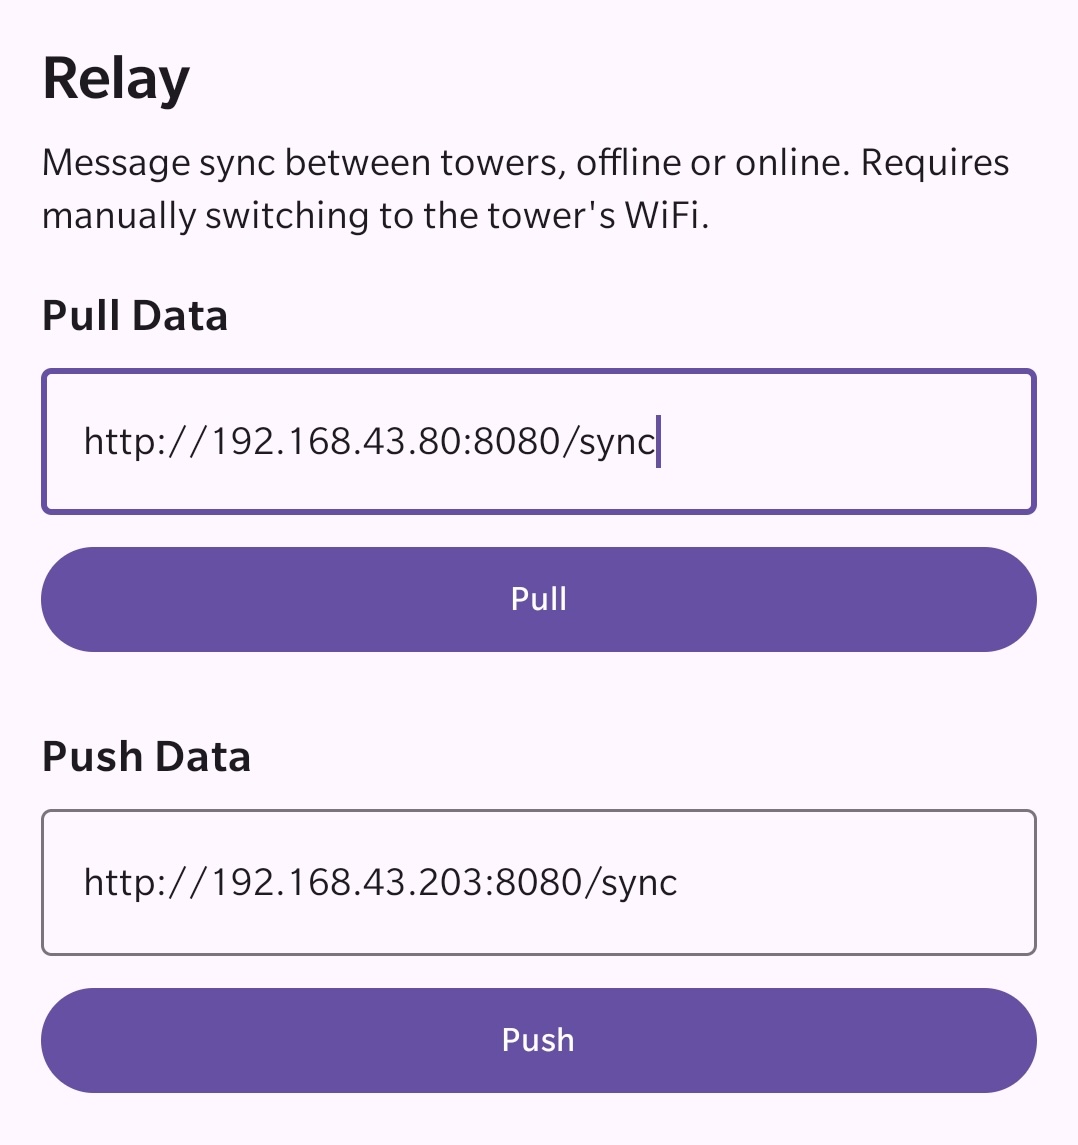 Relay
Message sync between towers, offline or online. Requires
manually switching to the tower's WiFi.
Pull Data
http://192.168.43.80:8080/sync
Pull
Push Data
http://192.168.43.203:8080/sync
Push